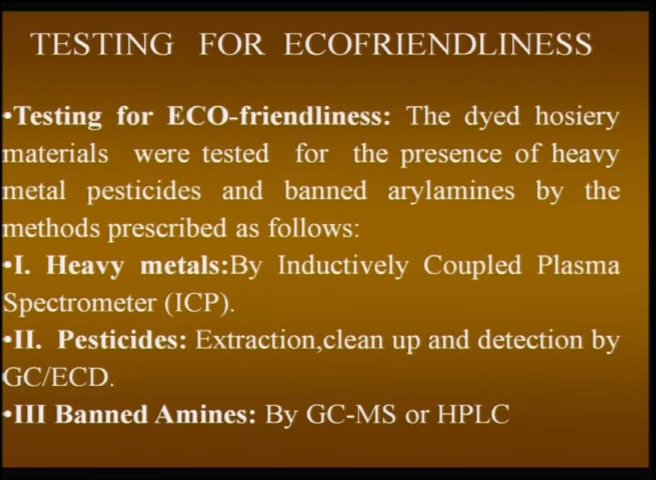 TESTING FOR ECOFRIENDLINESS
•Testing for ECO-friendliness: The dyed hosiery
materials were tested for the presence of heavy
metal pesticides and banned arylamines by the
methods prescribed as follows:
•I. Heavy metals:By Inductively Coupled Plasma
Spectrometer (ICP).
•II. Pesticides: Extraction,clean up and detection by
GC/ECD.
•III Banned Amines: By GC-MS or HPLC